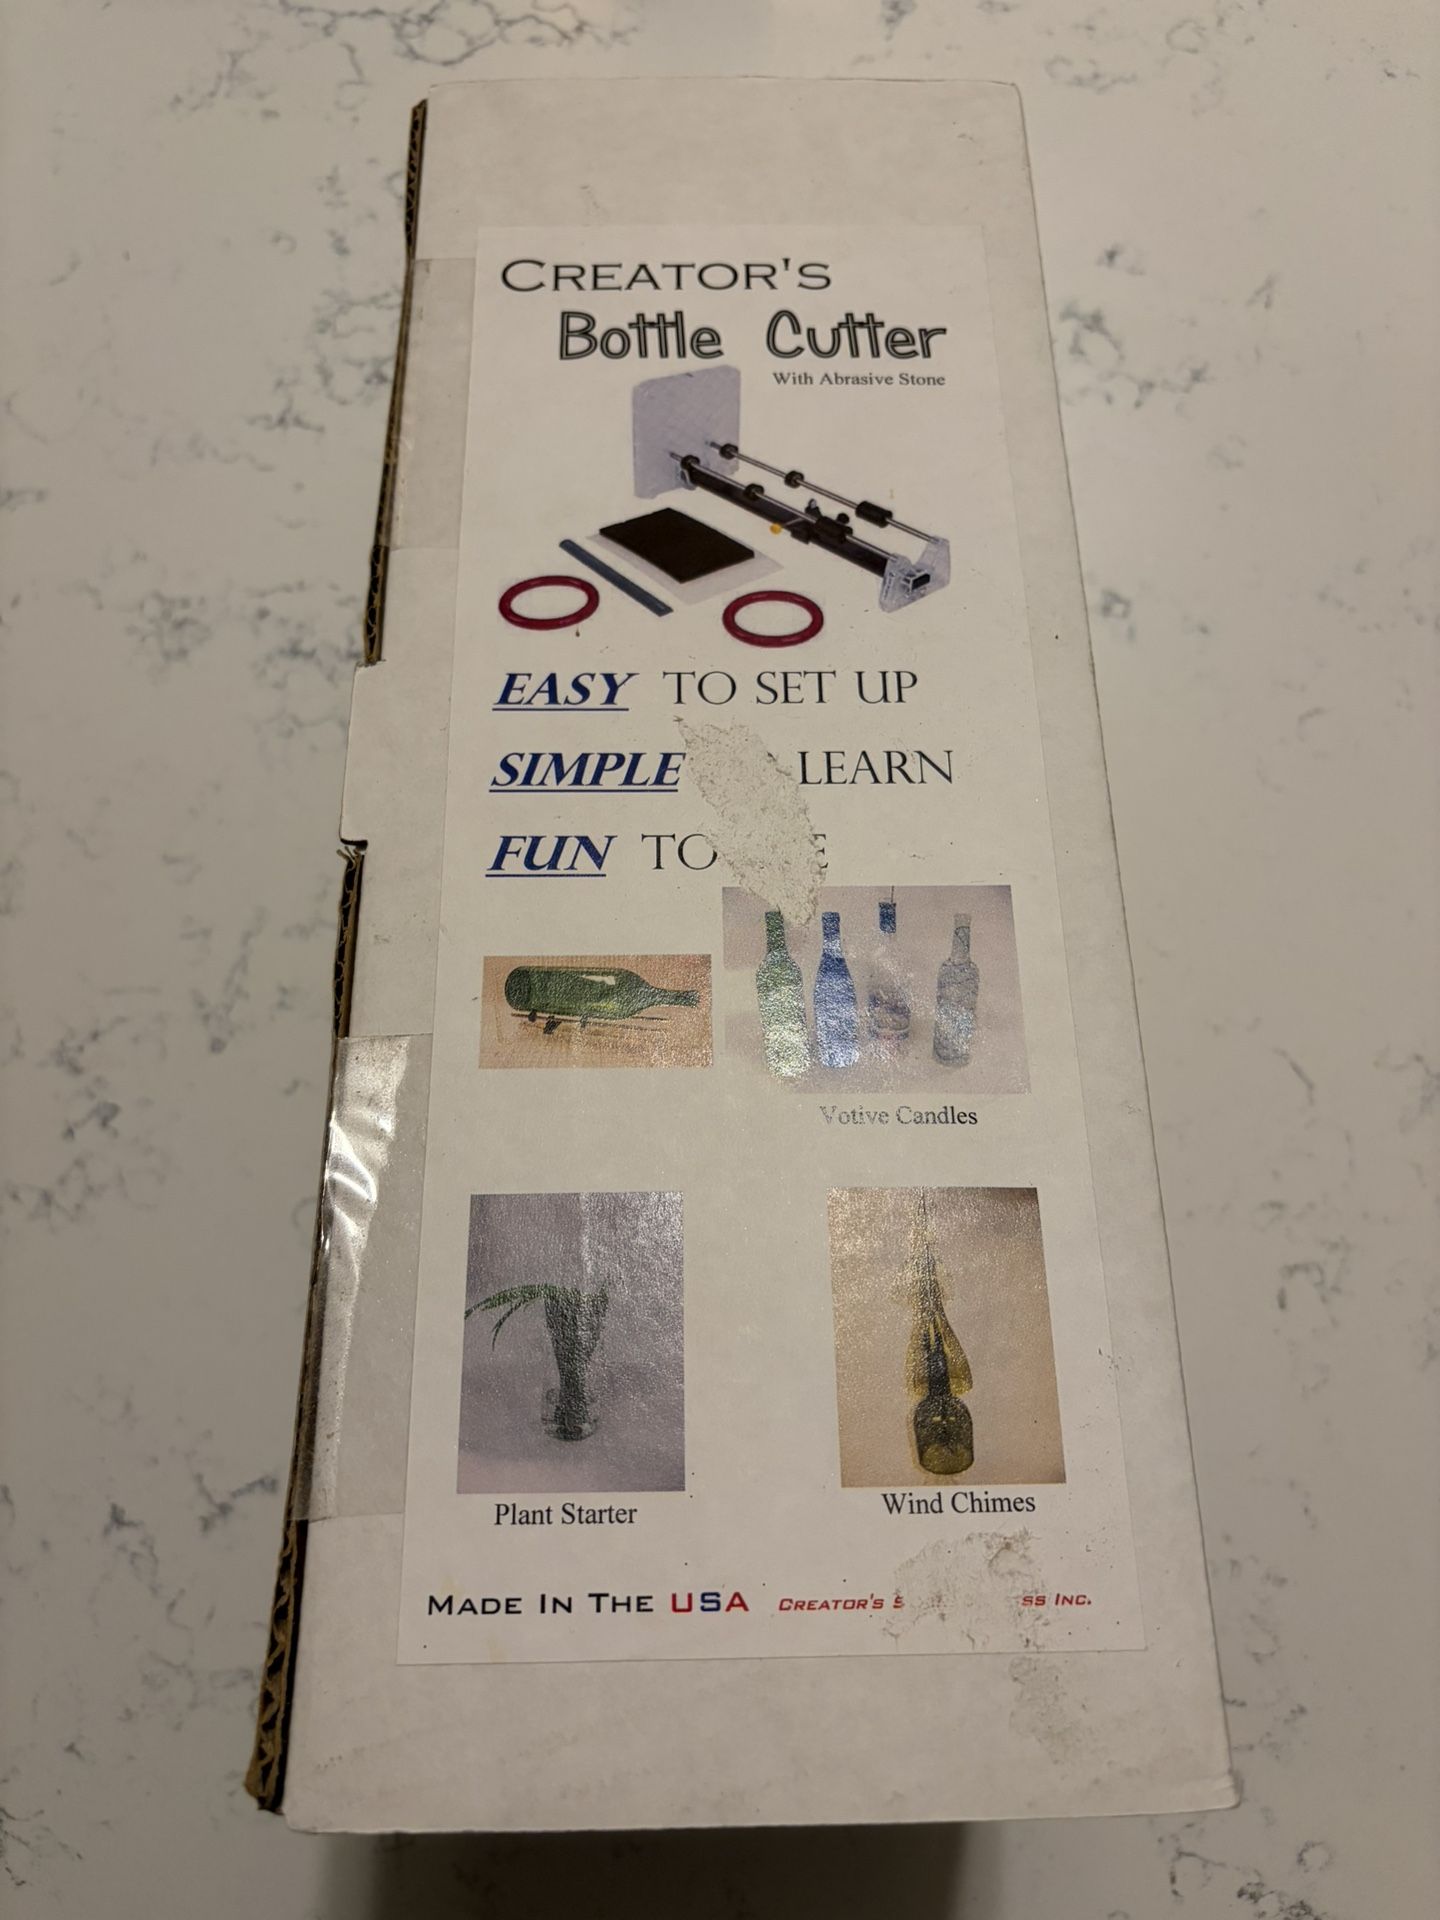 CREATOR'S
Bottle Cutter
With Abrasive Stone
EASY TO SET UP
SIMPLE LEARN
FUN TO
Votive Candles
Plant Starter
Wind Chimes
MADE IN THE USA CREATOR'S INC.